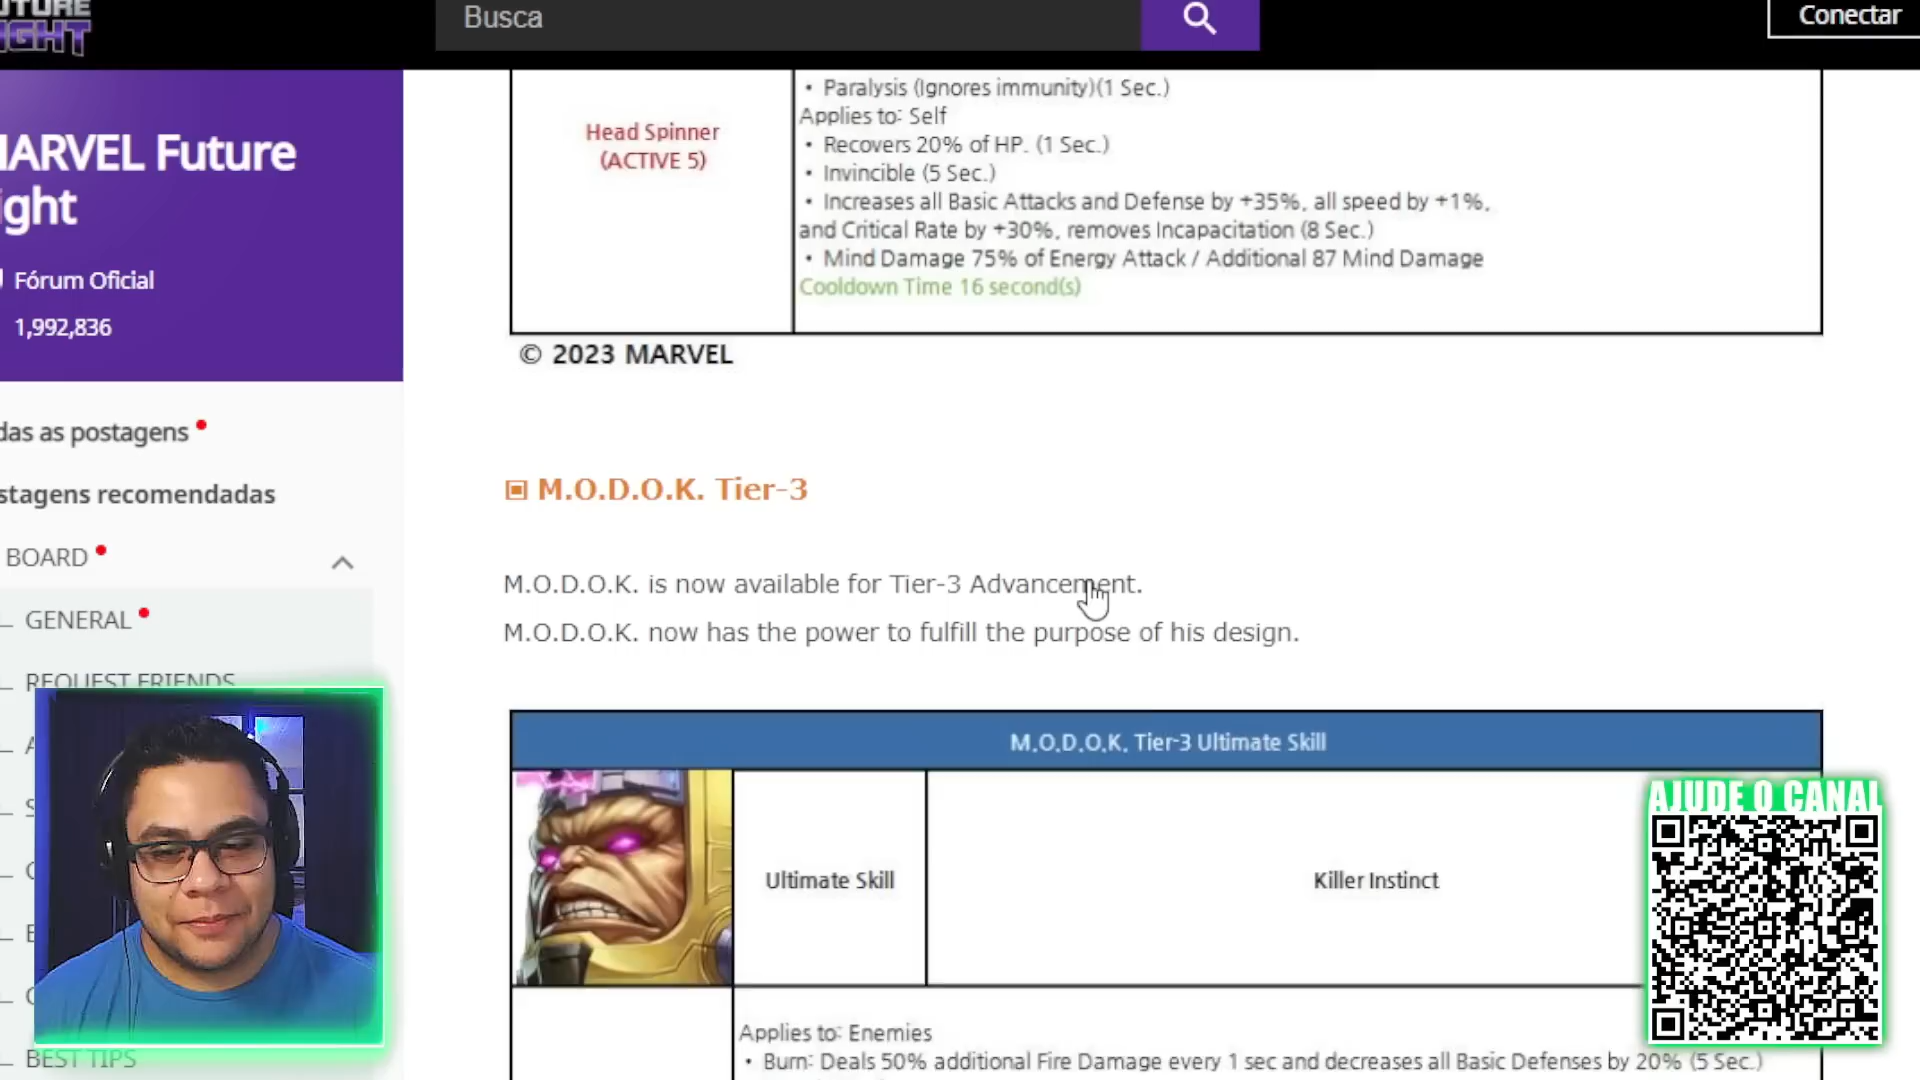 Busca
Conectar
MARVEL Future
Fórum Oficial
1,992,836
postagens
recomendadas
BOARD
GENERAL
REQUEST FRIENDS
BEST TIPS
Head Spinner
(ACTIVE 5)
• Paralysis (Ignores immunity)(1 Sec.)
Applies to: Self
• Recovers 20% of HP. (1 Sec.)
• Invincible (5 Sec.)
• Increases all Basic Attacks and Defense by +35%, all speed by +1%,
and Critical Rate by +30%, removes Incapacitation (8 Sec.)
• Mind Damage 75% of Energy Attack / Additional 87 Mind Damage
Cooldown Time 16 second(s)
© 2023 MARVEL
▣ M.O.D.O.K. Tier-3
M.O.D.O.K. is now available for Tier-3 Advancement.
M.O.D.O.K. now has the power to fulfill the purpose of his design.
M.O.D.O.K. Tier-3 Ultimate Skill
Ultimate Skill
Killer Instinct
AJUDE O CANAL
Applies to: Enemies
• Burn: Deals 50% additional Fire Damage every 1 sec and decreases all Basic Defenses by 20% (5 Sec.)